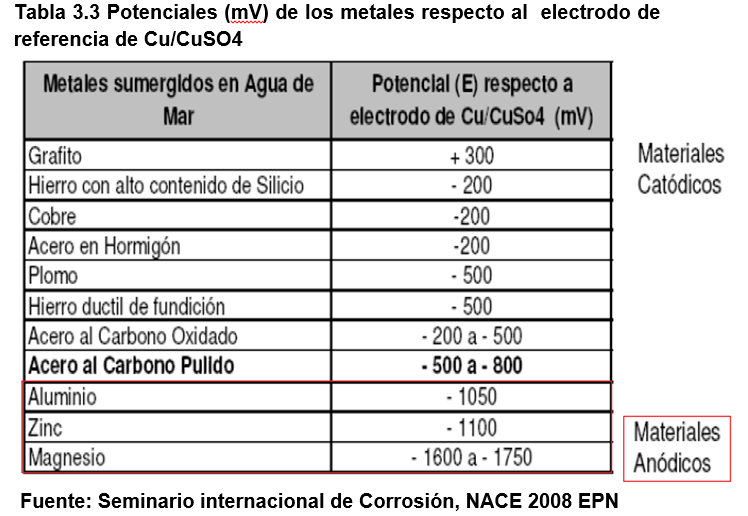 Tabla 3.3 Potenciales (mV) de los metales respecto al electrodo de
referencia de Cu/CuSO4
Metales sumergidos en Agua de Mar
Potencial (E) respecto a electrodo de Cu/CuSo4 (mV)
Grafito + 300
Hierro con alto contenido de Silicio - 200
Cobre -200
Acero en Hormigón -200
Plomo - 500
Hierro ductil de fundición - 500
Acero al Carbono Oxidado - 200 a - 500
Acero al Carbono Pulido - 500 a - 800
Aluminio - 1050
Zinc - 1100
Magnesio - 1600 a - 1750
Materiales
Catódicos
Materiales
Anódicos
Fuente: Seminario internacional de Corrosión, NACE 2008 EPN